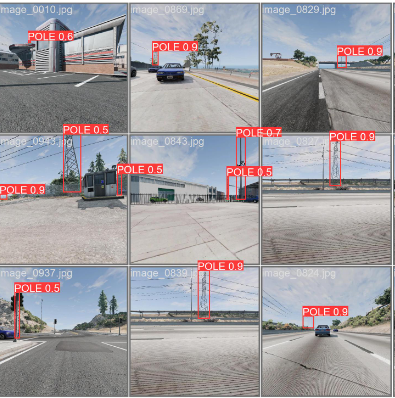 image_0010.jpg
image_0869.jpg
image_0829.jpg
POLE 0.6
POLE 0.9
POLE 0.9
POLE 0.5
POLE 0.7
POLE 0.9
image_0943.jpg
image_0843.jpg
POLE 0.5
POLE 0.5
POLE 0.9
image_0937.jpg
image_0839.jpg
POLE 0.9
image_0824.jpg
POLE 0.5
POLE 0.9